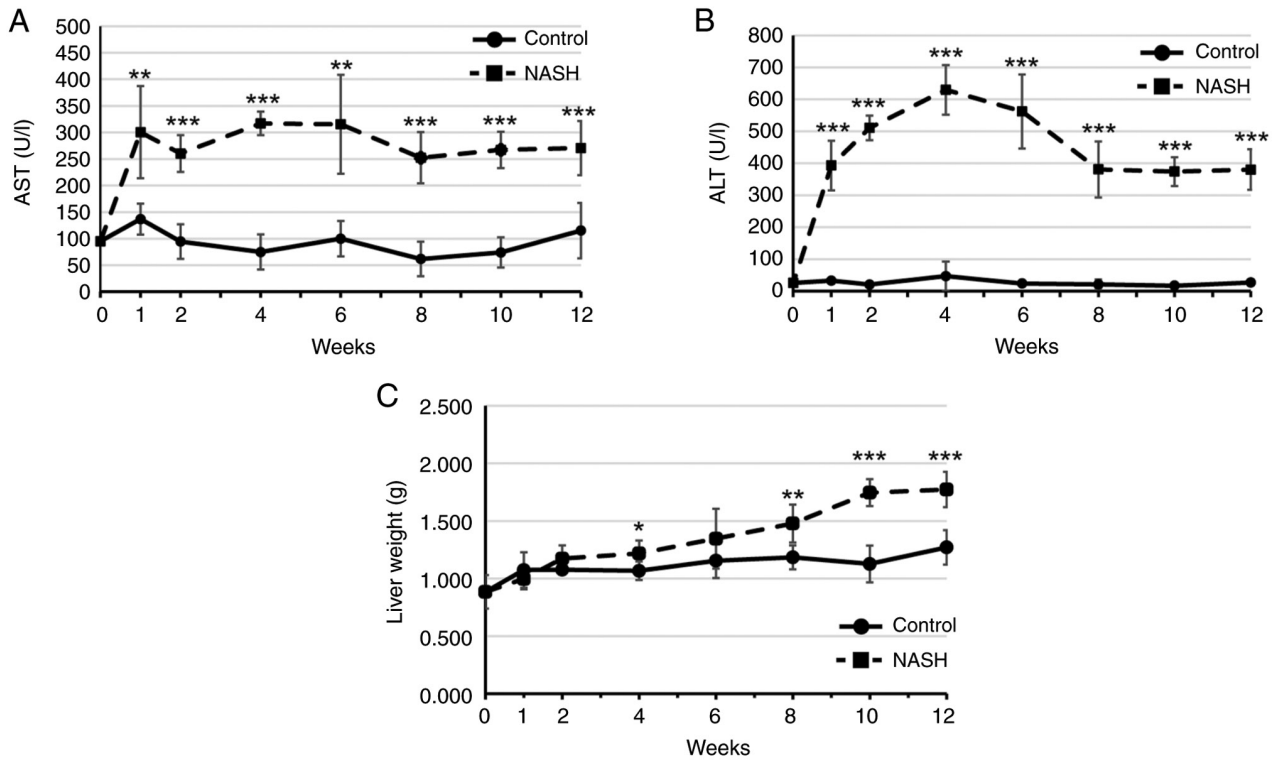 A
500
450
400
350
300
250
200
150
100
50
0
AST (U/l)
** *** *** ** *** *** ***
Control
NASH
0 1 2 4 6 8 10 12
Weeks
B
800
700
600
500
400
300
200
100
0
ALT (U/l)
*** *** *** *** *** *** ***
Control
NASH
0 1 2 4 6 8 10 12
Weeks
C
2.500
2.000
1.500
1.000
0.500
0.000
Liver weight (g)
* ** *** ***
Control
NASH
0 1 2 4 6 8 10 12
Weeks